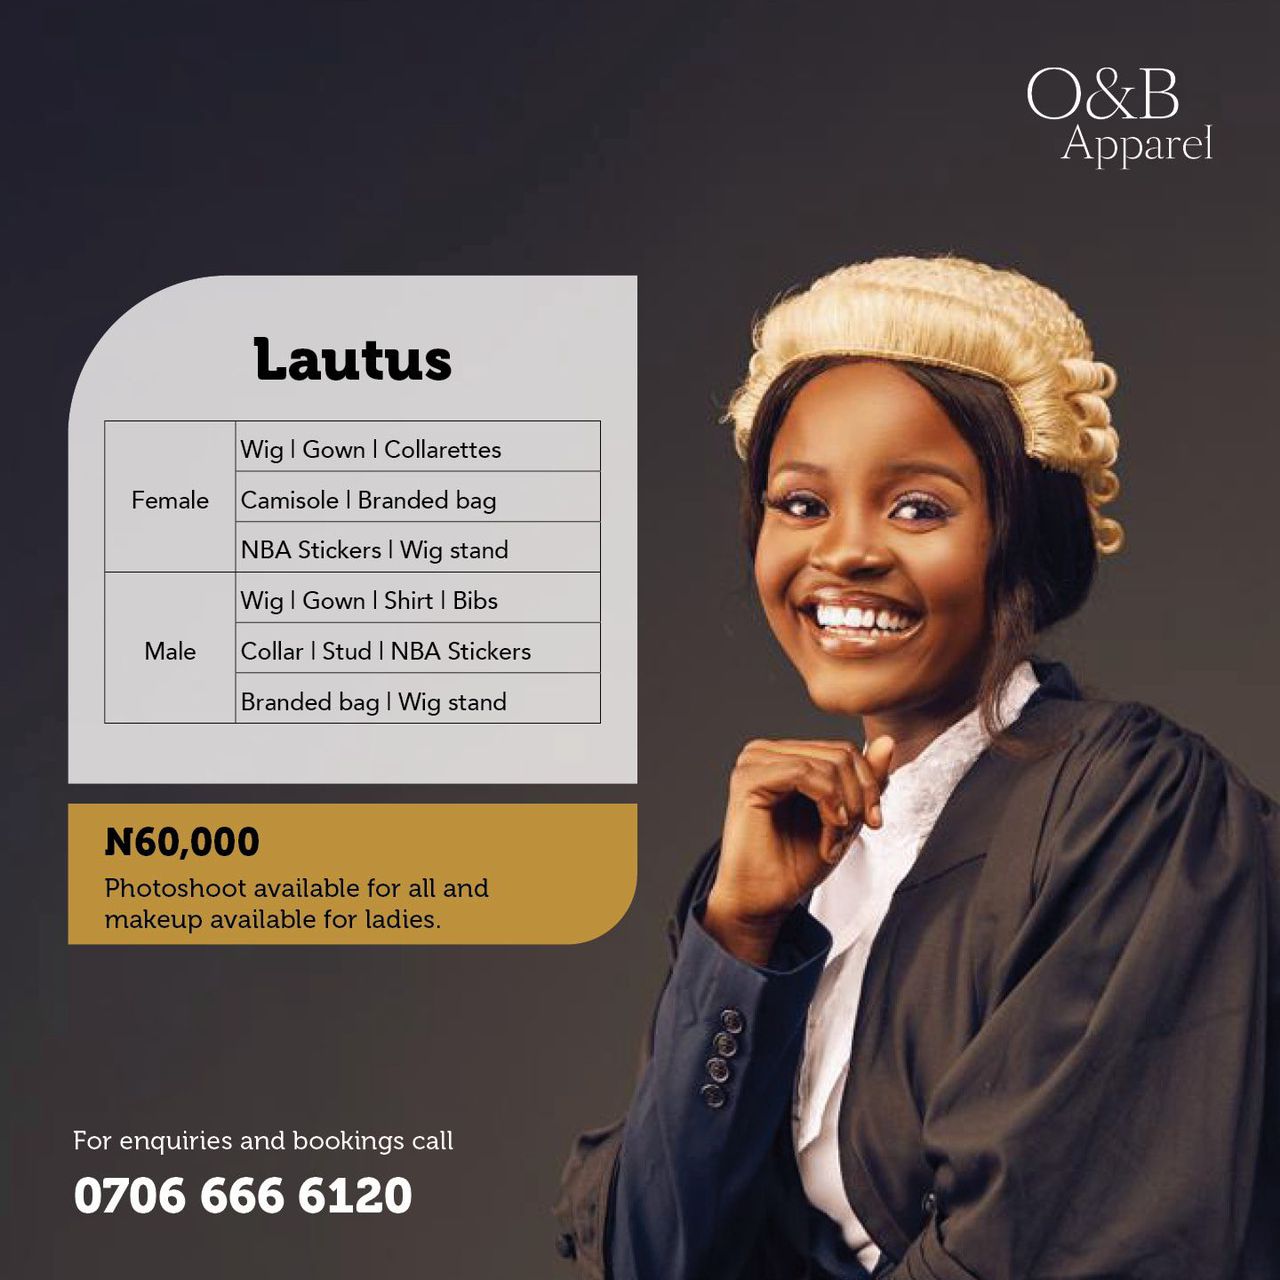 O&B
Apparel
Lautus
Female
Wig | Gown | Collarettes
Camisole | Branded bag
NBA Stickers | Wig stand
Male
Wig | Gown | Shirt | Bibs
Collar | Stud | NBA Stickers
Branded bag | Wig stand
N60,000
Photoshoot available for all and
makeup available for ladies.
For enquiries and bookings call
0706 666 6120